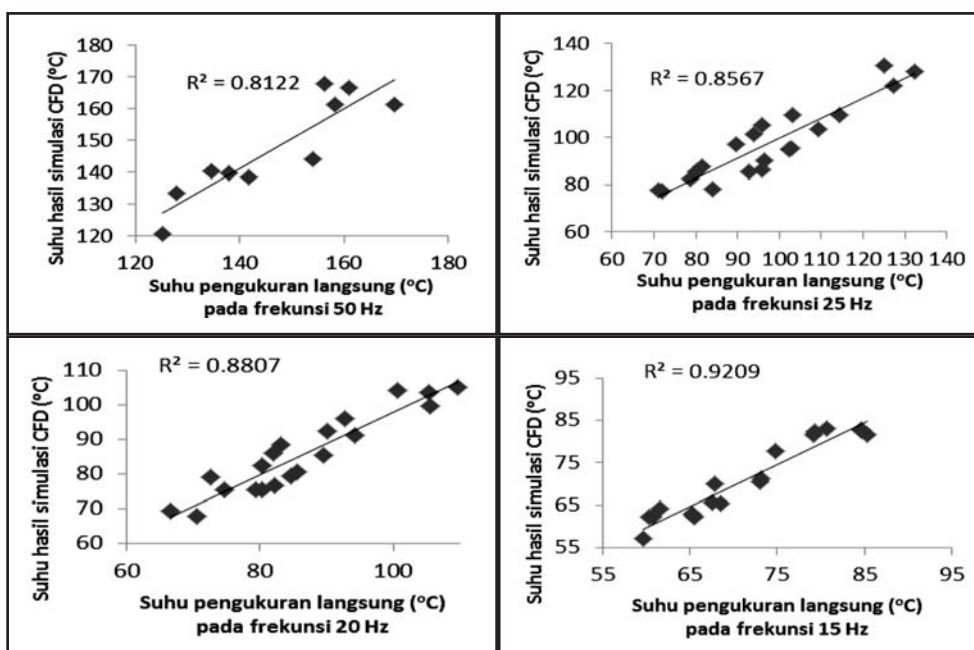 Suhu hasil simulasi CFD (°C)
180
170
160
150
140
130
120
R² = 0.8122
120 140 160 180
Suhu pengukuran langsung (°C)
pada frekunsi 50 Hz
Suhu hasil simulasi CFD (°C)
140
120
100
80
60
R² = 0.8567
60 70 80 90 100 110 120 130 140
Suhu pengukuran langsung (°C)
pada frekunsi 25 Hz
Suhu hasil simulasi CFD (°C)
110
100
90
80
70
60
R² = 0.8807
60 80 100
Suhu pengukuran langsung (°C)
pada frekunsi 20 Hz
Suhu hasil simulasi CFD (°C)
95
85
75
65
55
R² = 0.9209
55 65 75 85 95
Suhu pengukuran langsung (°C)
pada frekunsi 15 Hz